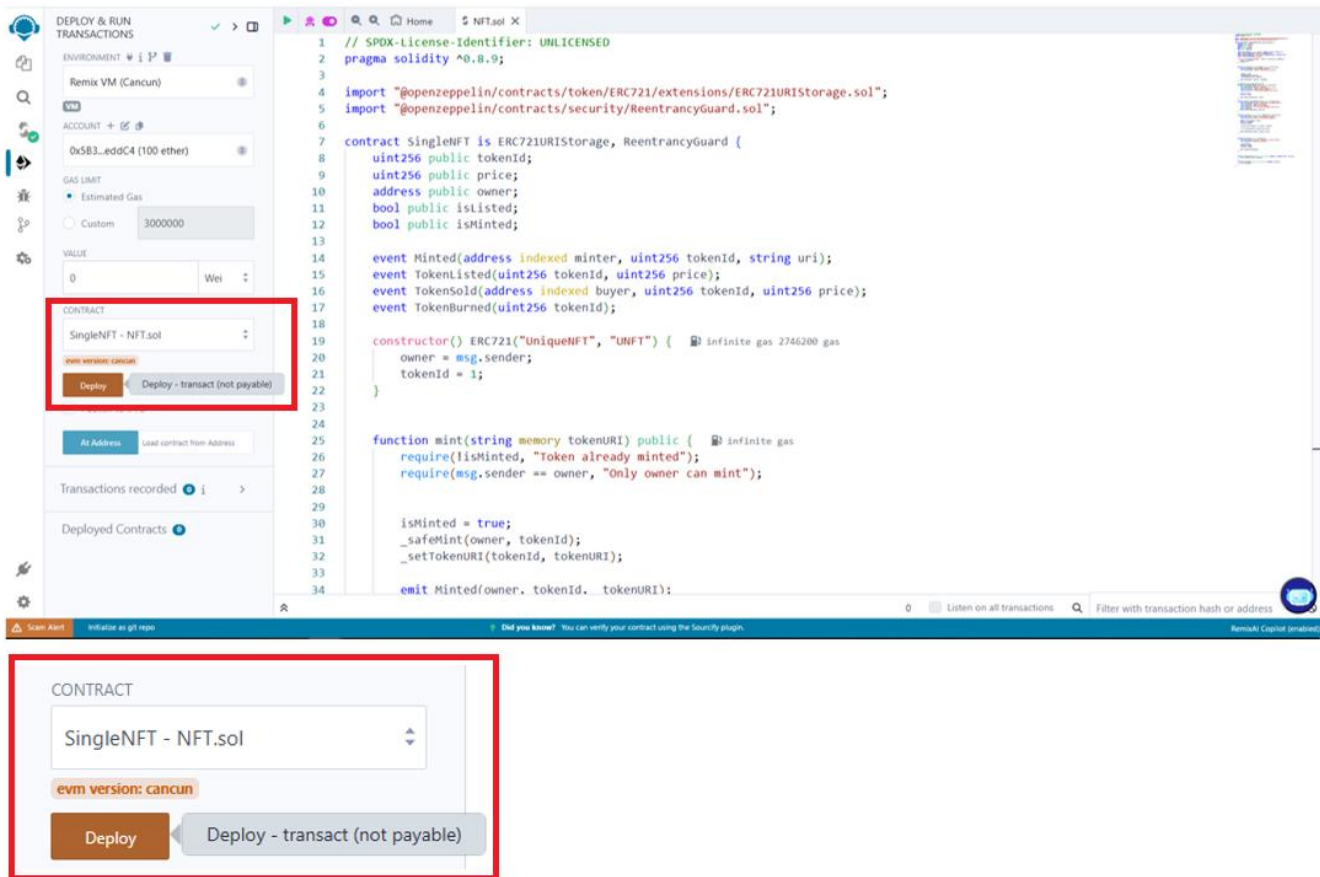 DEPLOY & RUN
TRANSACTIONS
ENVIRONMENT
Remix VM (Cancun)
VM
ACCOUNT
0x5B3...eddC4 (100 ether)
GAS LIMIT
Estimated Gas
Custom 3000000
VALUE
0 Wei
CONTRACT
SingleNFT - NFT.sol
evm version: cancun
Deploy Deploy - transact (not payable)
At Address Load contract from Address
Transactions recorded 0 i
Deployed Contracts 0
Home NFT.sol
1 // SPDX-License-Identifier: UNLICENSED
2 pragma solidity ^0.8.9;
3
4 import "@openzeppelin/contracts/token/ERC721/extensions/ERC721URIStorage.sol";
5 import "@openzeppelin/contracts/security/ReentrancyGuard.sol";
6
7 contract SingleNFT is ERC721URIStorage, ReentrancyGuard {
8 uint256 public tokenId;
9 uint256 public price;
10 address public owner;
11 bool public isListed;
12 bool public isMinted;
13
14 event Minted(address indexed minter, uint256 tokenId, string uri);
15 event TokenListed(uint256 tokenId, uint256 price);
16 event TokenSold(address indexed buyer, uint256 tokenId, uint256 price);
17 event TokenBurned(uint256 tokenId);
18
19 constructor() ERC721("UniqueNFT", "UNFT") { infinite gas 2746200 gas
20 owner = msg.sender;
21 tokenId = 1;
22 }
23
24
25 function mint(string memory tokenURI) public { infinite gas
26 require(!isMinted, "Token already minted");
27 require(msg.sender == owner, "Only owner can mint");
28
29
30 isMinted = true;
31 _safeMint(owner, tokenId);
32 _setTokenURI(tokenId, tokenURI);
33
34 emit Minted(owner, tokenId, tokenURI);
0 Listen on all transactions Filter with transaction hash or address
Scam Alert Initialize as git repo Did you know? You can verify your contract using the Sourcify plugin. RemixAI Copilot (enabled)
CONTRACT
SingleNFT - NFT.sol
evm version: cancun
Deploy Deploy - transact (not payable)